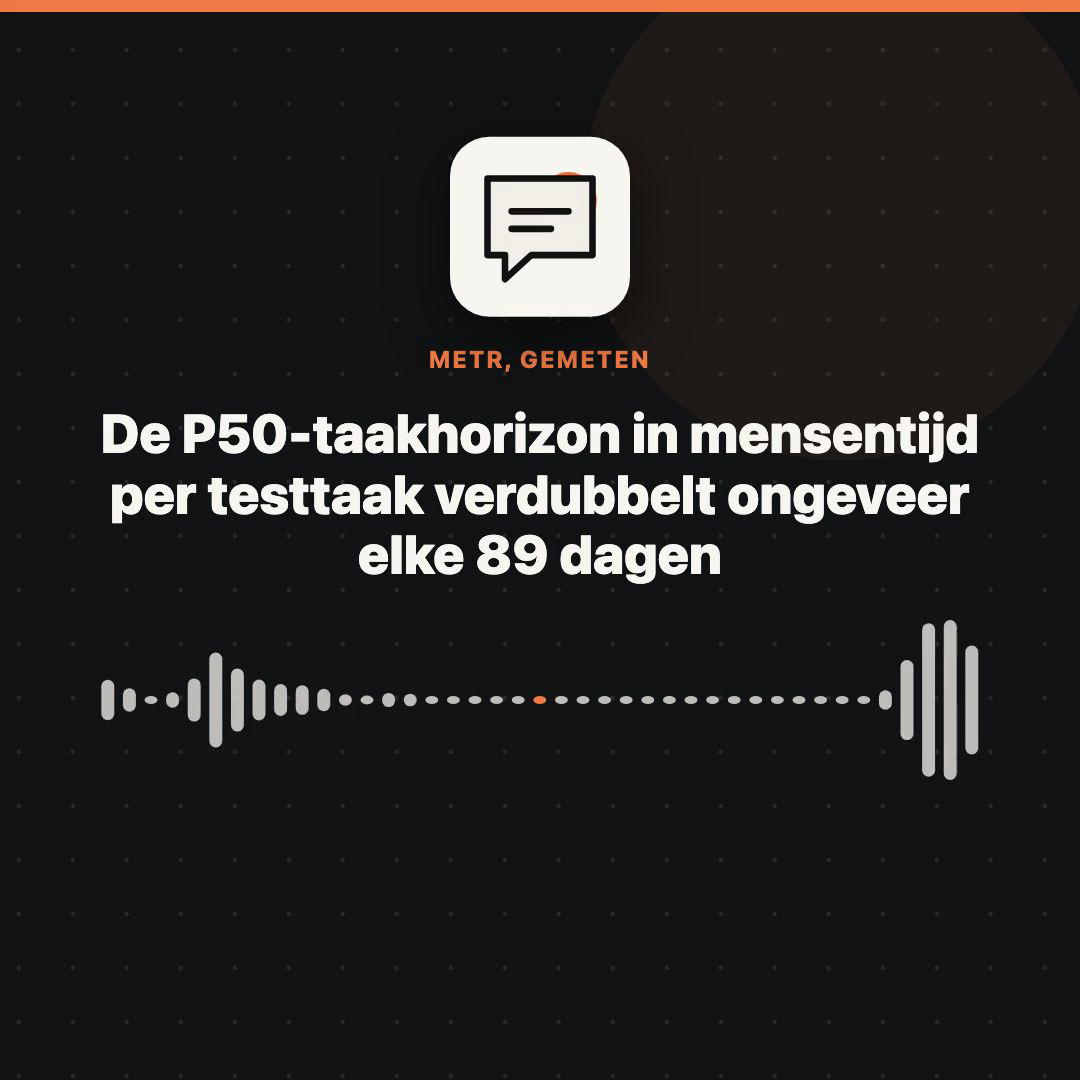 METR, GEMETEN
De P50-taakhorizon in mensentijd
per testtaak verdubbelt ongeveer
elke 89 dagen